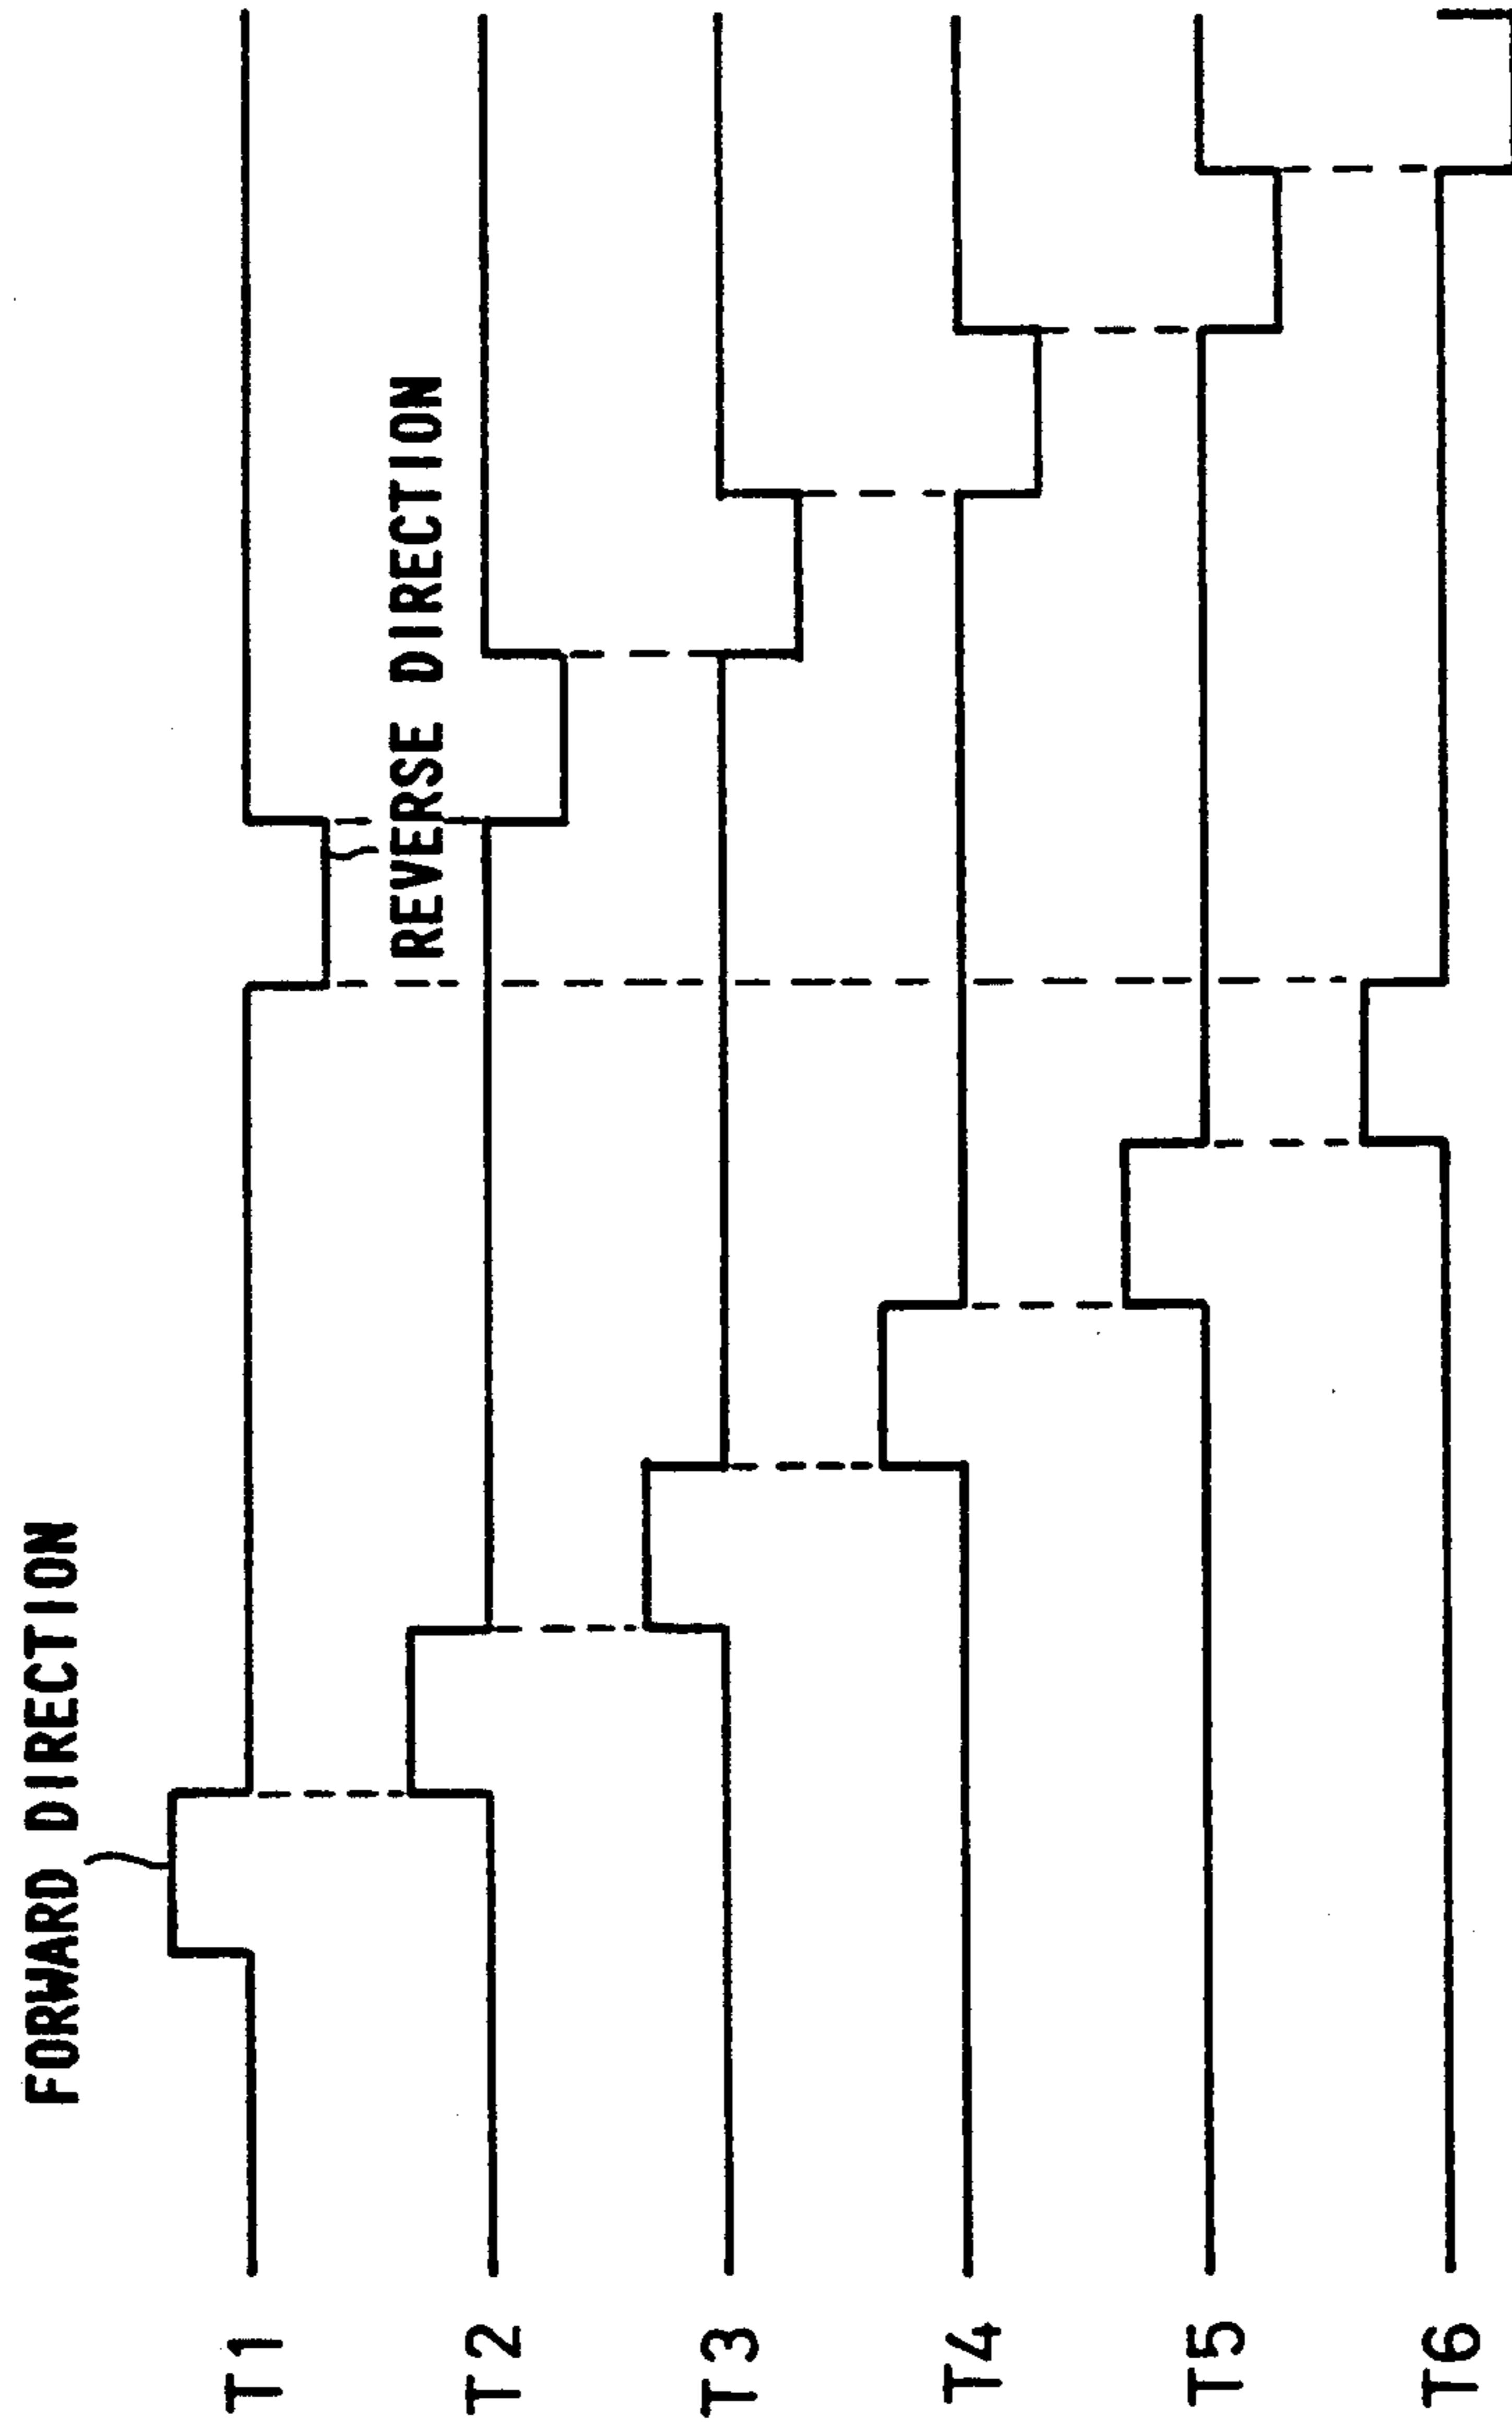 FORWARD DIRECTION
REVERSE DIRECTION
T1
T2
T3
T4
T5
T6